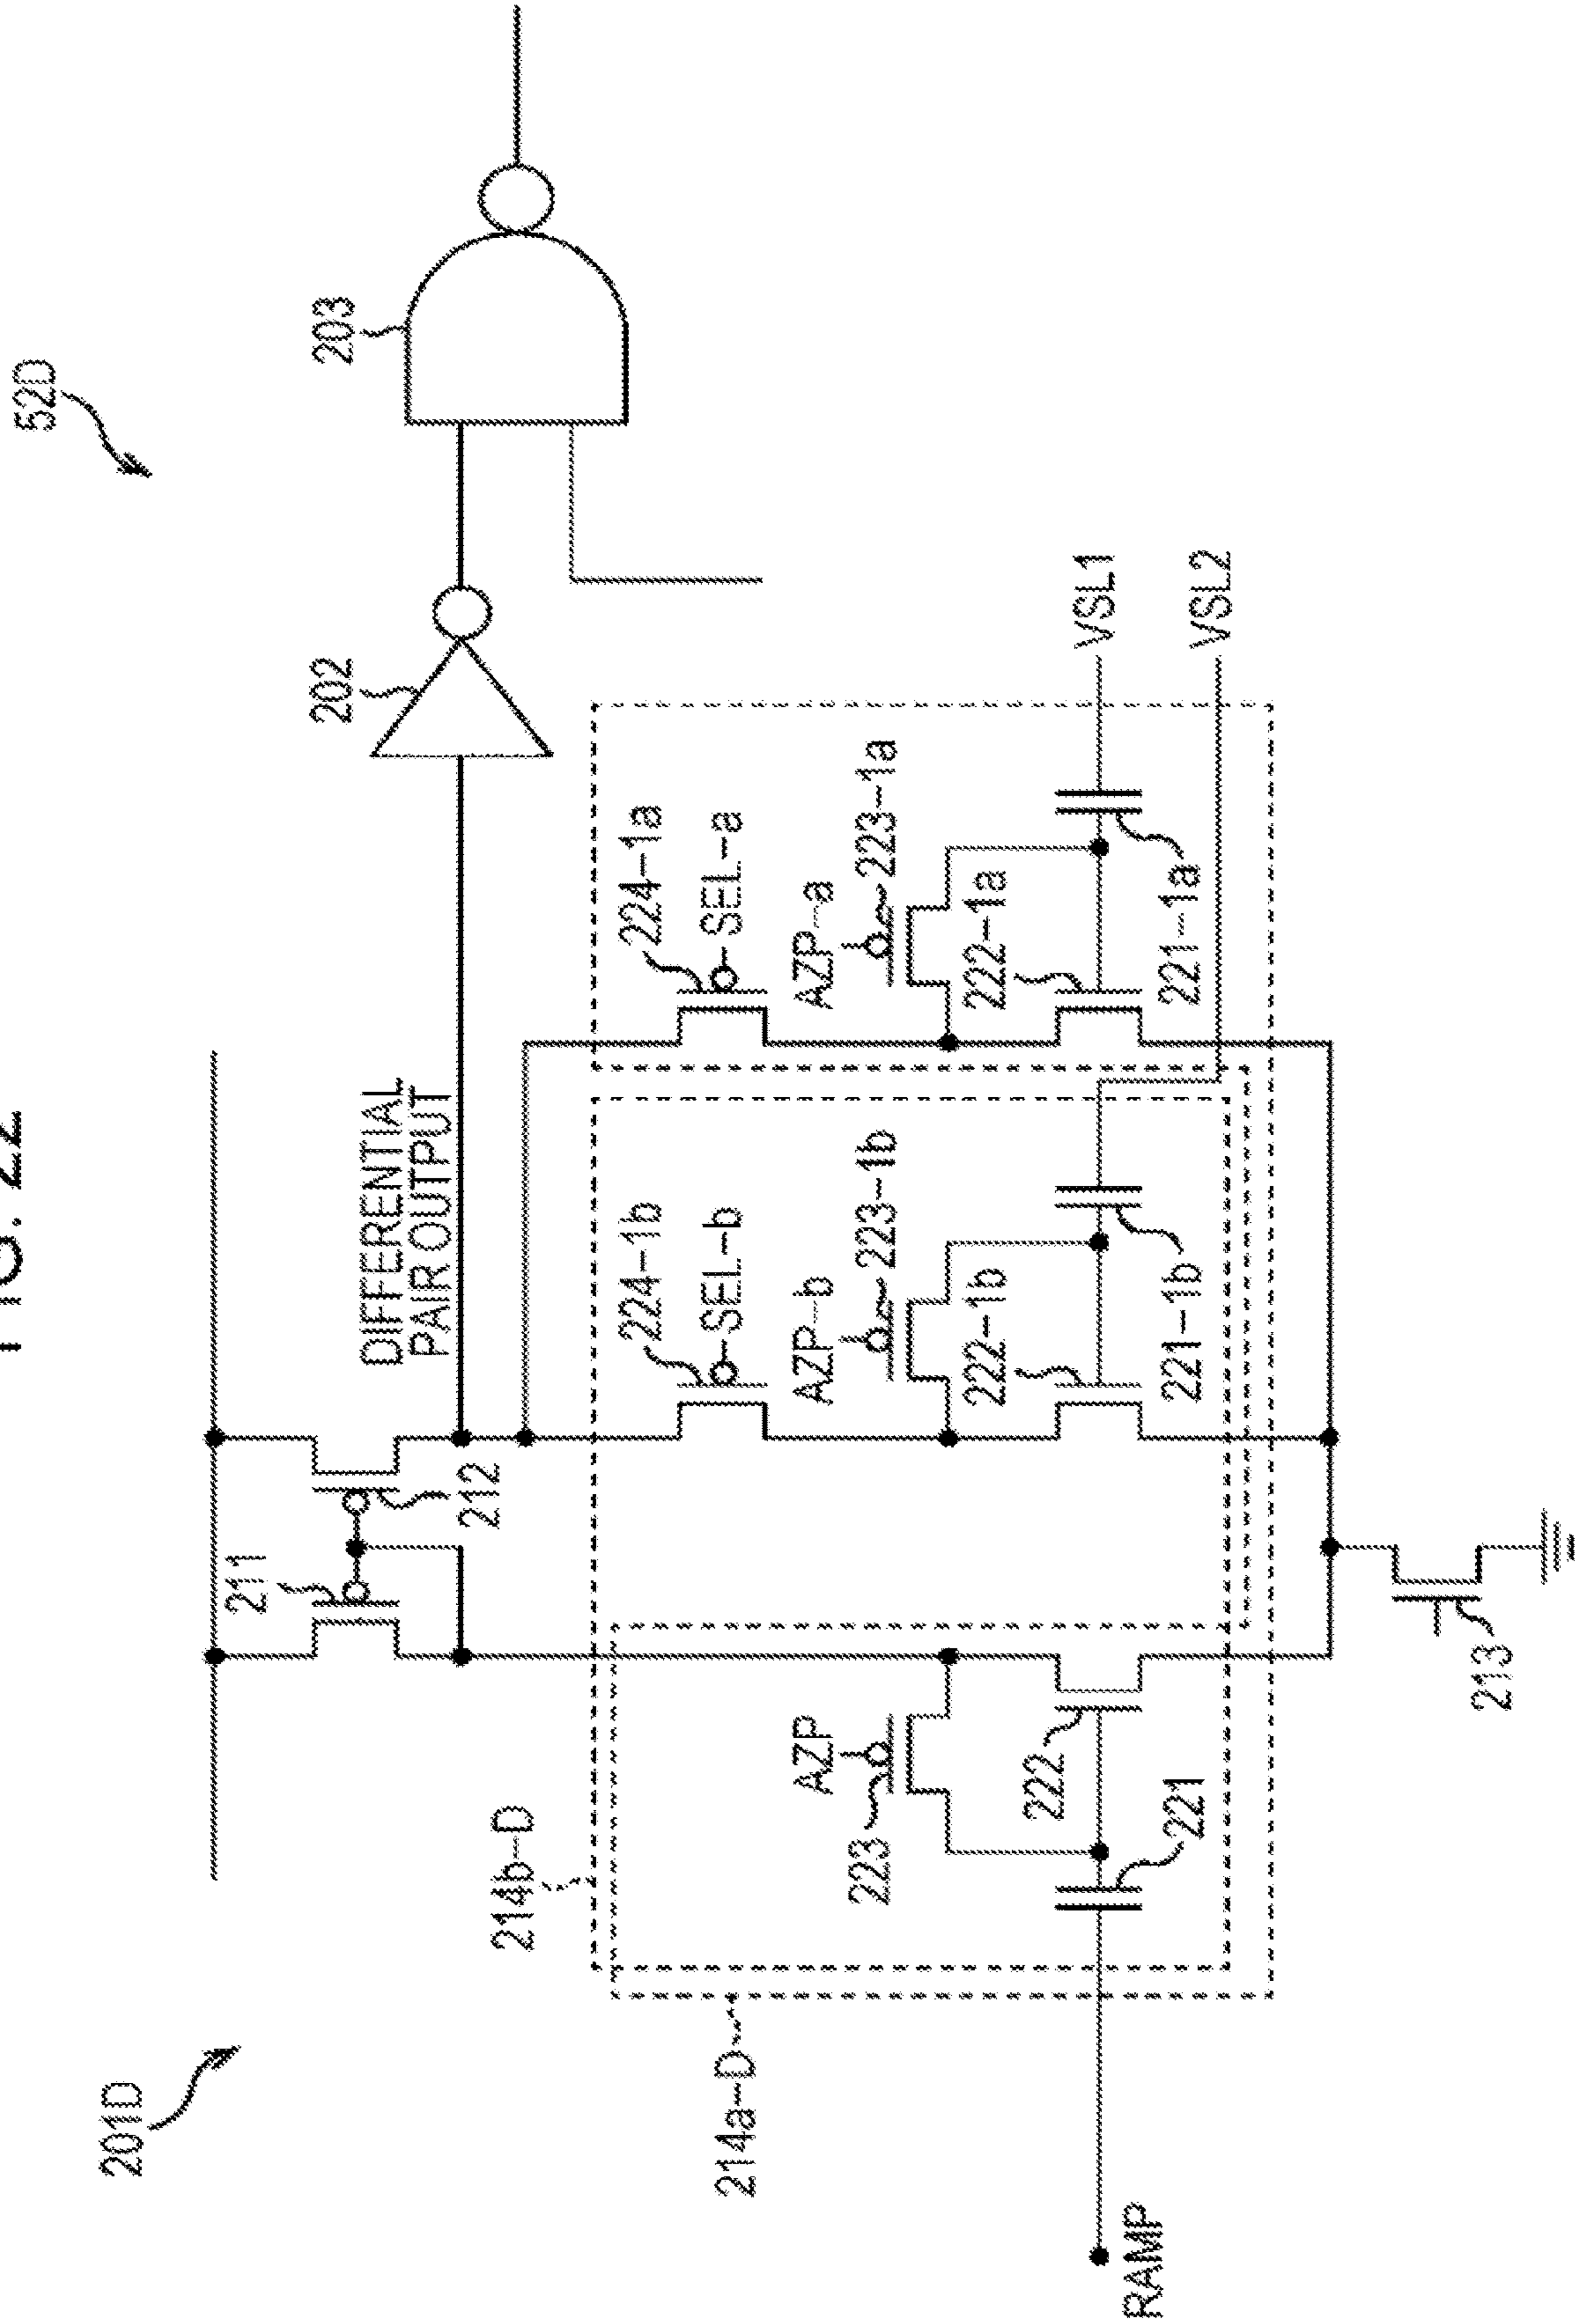 FIG. 22
52D
201D
203
202
211
212
DIFFERENTIAL
PAIR OUTPUT
214b-D
214a-D
224-1b
SEL-b
224-1a
SEL-a
AZP
223
AZP-b
223-1b
AZP-a
223-1a
222
222-1b
222-1a
221
221-1b
221-1a
VSL1
VSL2
RAMP
213